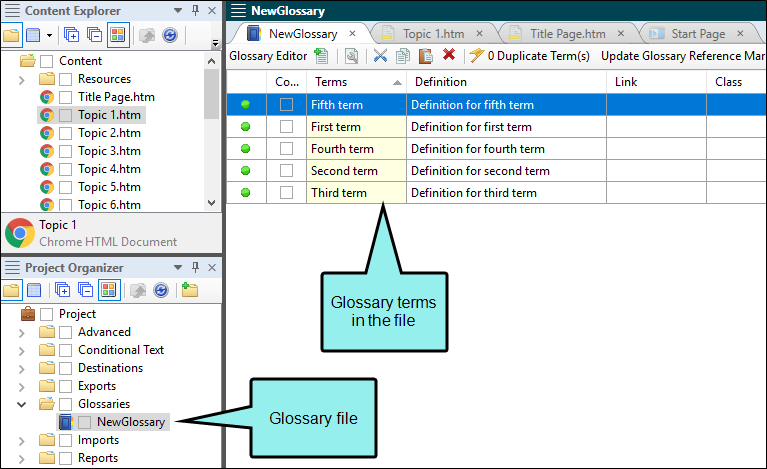 Content Explorer
Content
Resources
Title Page.htm
Topic 1.htm
Topic 2.htm
Topic 3.htm
Topic 4.htm
Topic 5.htm
Topic 6.htm
Topic 1
Chrome HTML Document
Project Organizer
Project
Advanced
Conditional Text
Destinations
Exports
Glossaries
NewGlossary
Imports
Reports
NewGlossary
NewGlossary Topic 1.htm Title Page.htm Start Page
Glossary Editor 0 Duplicate Term(s) Update Glossary Reference Mar
Co... Terms Definition Link Class
Fifth term Definition for fifth term
First term Definition for first term
Fourth term Definition for fourth term
Second term Definition for second term
Third term Definition for third term
Glossary terms
in the file
Glossary file